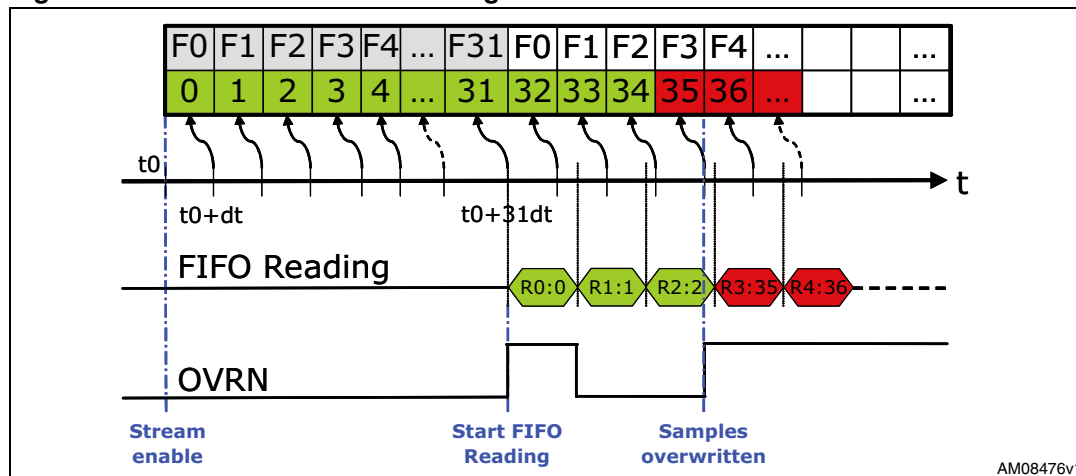 F0 F1 F2 F3 F4 ... F31 F0 F1 F2 F3 F4 ... ...
0 1 2 3 4 ... 31 32 33 34 35 36 ... ...
t0
t
t0+dt t0+31dt
FIFO Reading
R0:0 R1:1 R2:2 R3:35 R4:36
OVRN
Stream enable
Start FIFO Reading
Samples overwritten
AM08476v1